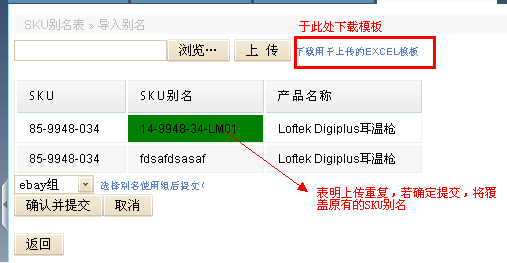 于此处下载模板
SKU别名表 » 导入别名
浏览… 上 传 下载用于上传的EXCEL模板
SKU SKU别名 产品名称
85-9948-034 14-9948-34-LM01 Loftek Digiplus耳温枪
85-9948-034 fdsafdsasaf Loftek Digiplus耳温枪
ebay组 选择别名使用组后提交(
表明上传重复，若确定提交，将覆
盖原有的SKU别名
确认并提交 取消
返回